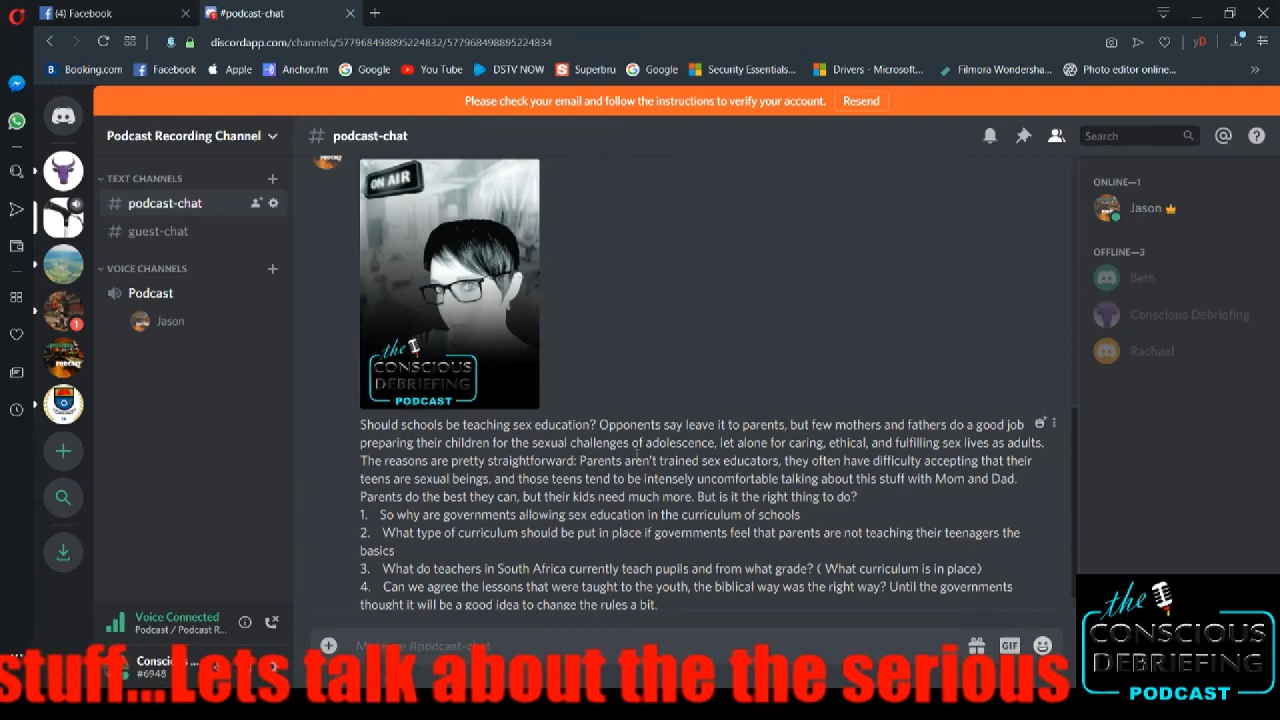 (4) Facebook
#podcast-chat
discordapp.com/channels/577968498895224832/577968498895224834
yD
Booking.com
Facebook
Apple
Anchor.fm
Google
You Tube
DSTV NOW
Superbru
Google
Security Essentials...
Drivers - Microsoft...
Filmora Wondersha...
Photo editor online...
Please check your email and follow the instructions to verify your account.
Resend
Podcast Recording Channel
# podcast-chat
Search
TEXT CHANNELS
# podcast-chat
# guest-chat
VOICE CHANNELS
Podcast
Jason
1
ON AIR
the
CONSCIOUS
DEBRIEFING
PODCAST
Should schools be teaching sex education? Opponents say leave it to parents, but few mothers and fathers do a good job
preparing their children for the sexual challenges of adolescence, let alone for caring, ethical, and fulfilling sex lives as adults.
The reasons are pretty straightforward: Parents aren't trained sex educators, they often have difficulty accepting that their
teens are sexual beings, and those teens tend to be intensely uncomfortable talking about this stuff with Mom and Dad.
Parents do the best they can, but their kids need much more. But is it the right thing to do?
1. So why are governments allowing sex education in the curriculum of schools
2. What type of curriculum should be put in place if governments feel that parents are not teaching their teenagers the
basics
3. What do teachers in South Africa currently teach pupils and from what grade? ( What curriculum is in place)
4. Can we agree the lessons that were taught to the youth, the biblical way was the right way? Until the governments
thought it will be a good idea to change the rules a bit.
ONLINE—1
Jason
OFFLINE—3
Beth
Conscious Debriefing
Rachael
Voice Connected
Podcast / Podcast R...
Message #podcast-chat
GIF
Consc
#6948
stuff...Lets talk about the the serious
the
CONSCIOUS
DEBRIEFING
PODCAST